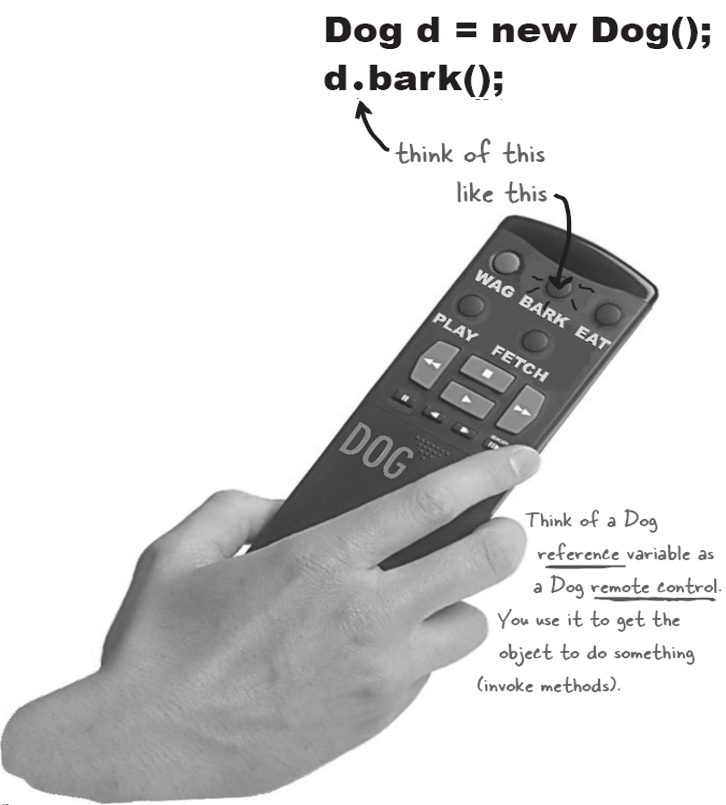 Dog d = new Dog();
d.bark();
think of this
like this
WAG BARK EAT
PLAY FETCH
DOG
Think of a Dog
reference variable as
a Dog remote control.
You use it to get the
object to do something
(invoke methods).